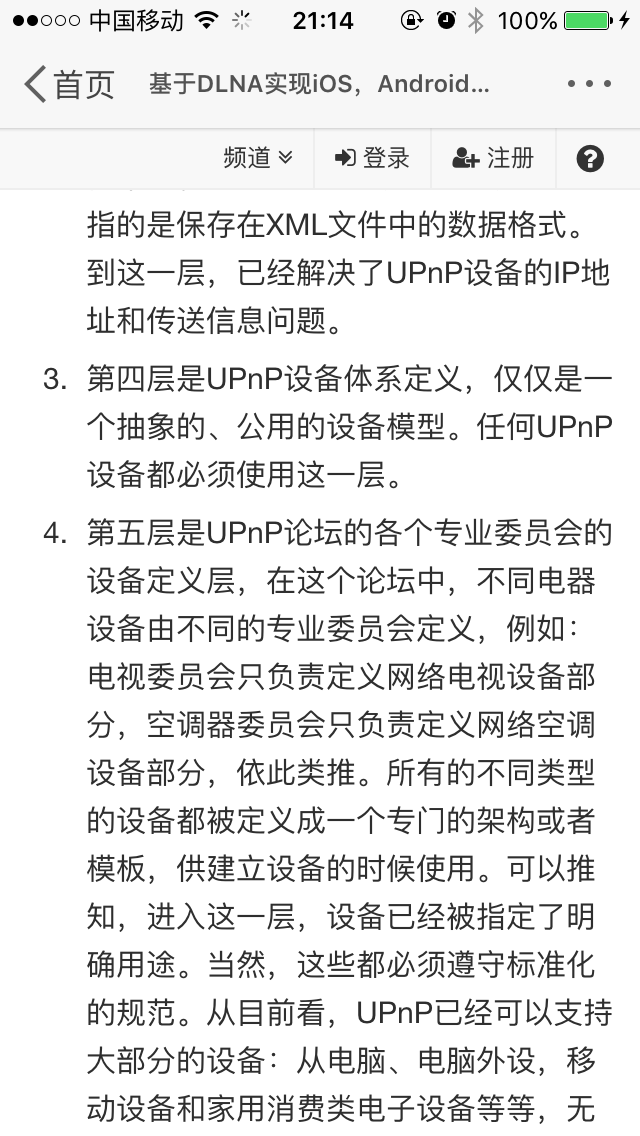 中国移动 21:14 100%
首页 基于DLNA实现iOS，Android...
频道 登录 注册
指的是保存在XML文件中的数据格式。
到这一层，已经解决了UPnP设备的IP地
址和传送信息问题。
3. 第四层是UPnP设备体系定义，仅仅是一
个抽象的、公用的设备模型。任何UPnP
设备都必须使用这一层。
4. 第五层是UPnP论坛的各个专业委员会的
设备定义层，在这个论坛中，不同电器
设备由不同的专业委员会定义，例如：
电视委员会只负责定义网络电视设备部
分，空调器委员会只负责定义网络空调
设备部分，依此类推。所有的不同类型
的设备都被定义成一个专门的架构或者
模板，供建立设备的时候使用。可以推
知，进入这一层，设备已经被指定了明
确用途。当然，这些都必须遵守标准化
的规范。从目前看，UPnP已经可以支持
大部分的设备：从电脑、电脑外设，移
动设备和家用消费类电子设备等等，无